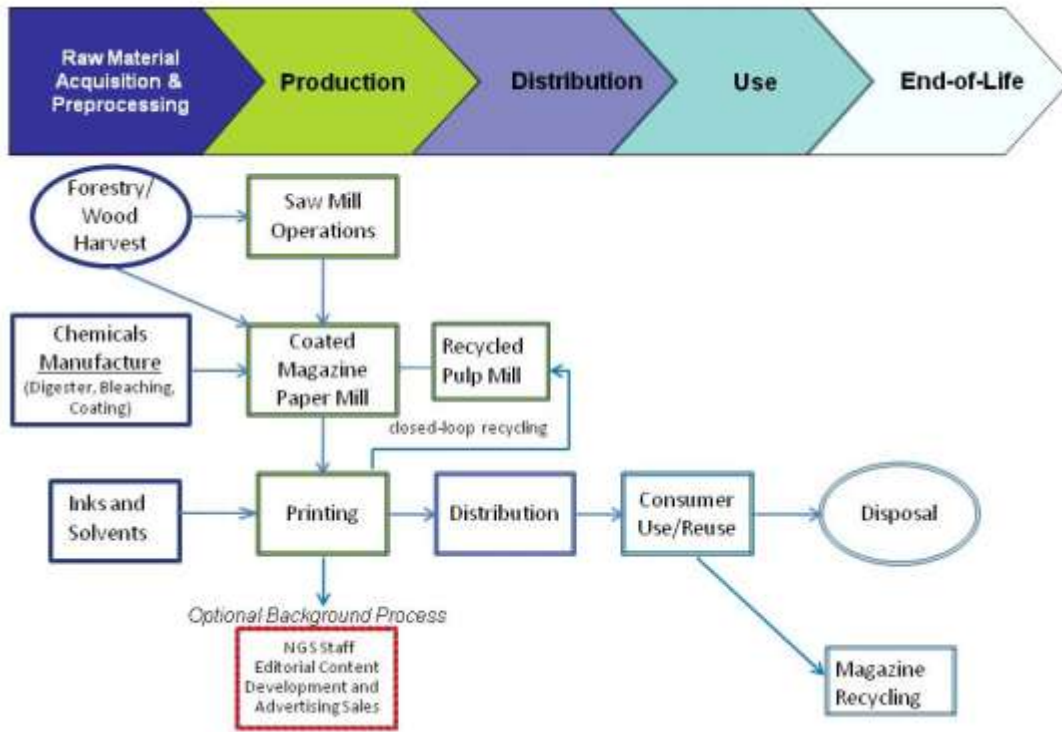 Raw Material
Acquisition &
Preprocessing
Production
Distribution
Use
End-of-Life
Forestry/
Wood
Harvest
Saw Mill
Operations
Chemicals
Manufacture
(Digester, Bleaching,
Coating)
Coated
Magazine
Paper Mill
Recycled
Pulp Mill
closed-loop recycling
Inks and
Solvents
Printing
Distribution
Consumer
Use/Reuse
Disposal
Optional Background Process
NGS Staff
Editorial Content
Development and
Advertising Sales
Magazine
Recycling